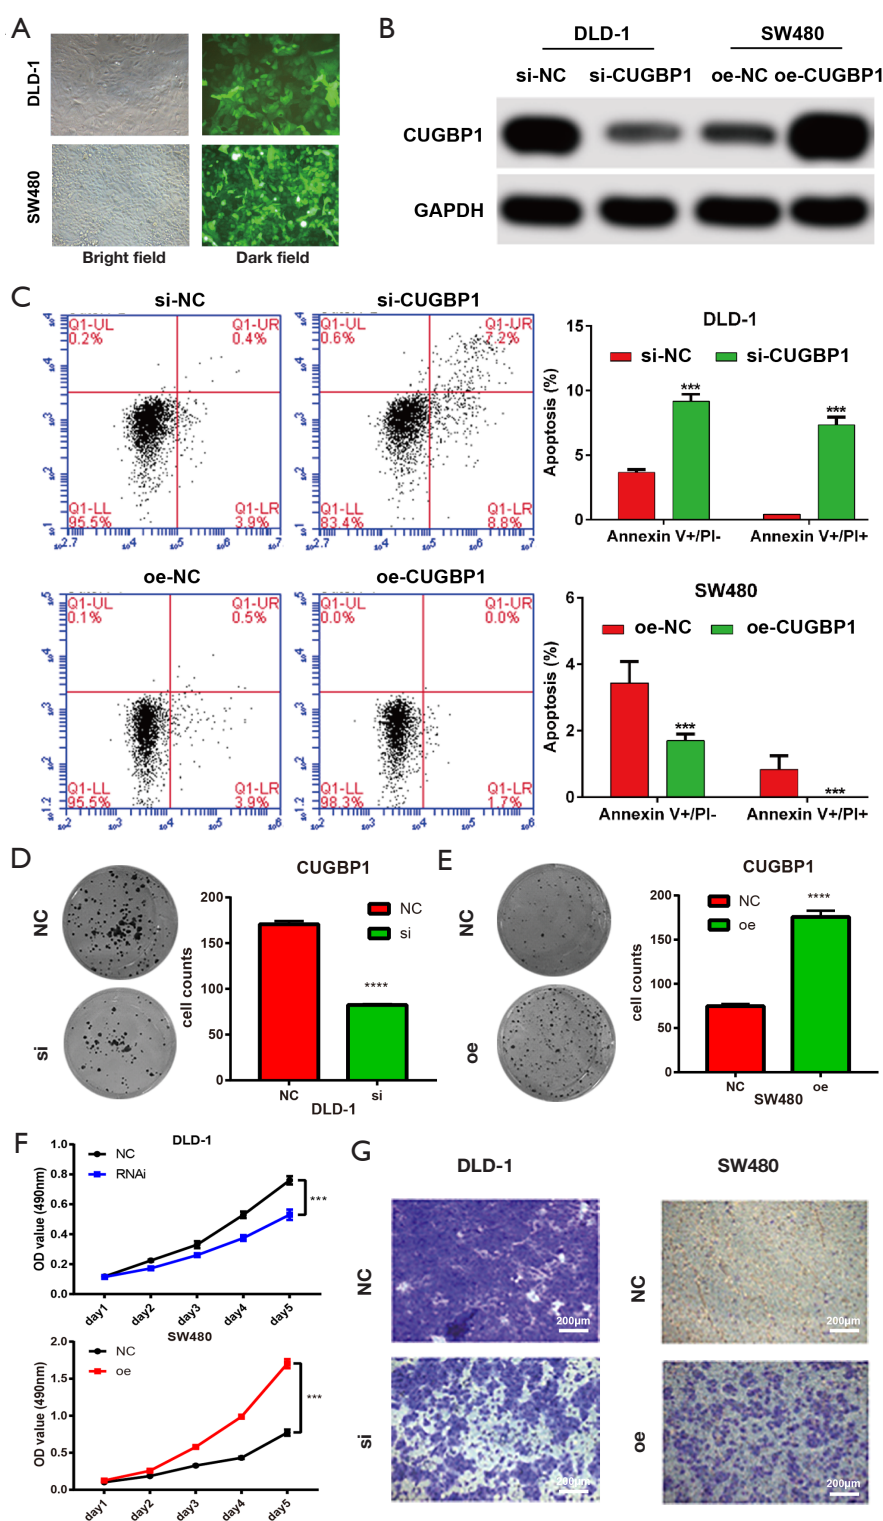 A
DLD-1
SW480
Bright field
Dark field
B
DLD-1
SW480
si-NC
si-CUGBP1
oe-NC
oe-CUGBP1
CUGBP1
GAPDH
C
si-NC
Q1-UL
0.2%
Q1-UR
0.4%
Q1-LL
95.5%
Q1-LR
3.9%
si-CUGBP1
Q1-UL
0.6%
Q1-UR
7.2%
Q1-LL
83.4%
Q1-LR
8.8%
DLD-1
si-NC
si-CUGBP1
Apoptosis (%)
15
10
5
0
***
***
Annexin V+/PI-
Annexin V+/PI+
oe-NC
Q1-UL
0.1%
Q1-UR
0.5%
Q1-LL
95.5%
Q1-LR
3.9%
oe-CUGBP1
Q1-UL
0.0%
Q1-UR
0.0%
Q1-LL
98.3%
Q1-LR
1.7%
SW480
oe-NC
oe-CUGBP1
Apoptosis (%)
6
4
2
0
***
***
Annexin V+/PI-
Annexin V+/PI+
D
NC
si
CUGBP1
NC
si
cell counts
200
150
100
50
0
****
NC
si
DLD-1
E
NC
oe
CUGBP1
NC
oe
cell counts
200
150
100
50
0
****
NC
oe
SW480
F
DLD-1
NC
RNAi
OD value (490nm)
1.0
0.8
0.6
0.4
0.2
0.0
***
day1
day2
day3
day4
day5
SW480
NC
oe
OD value (490nm)
2.0
1.5
1.0
0.5
0.0
***
day1
day2
day3
day4
day5
G
DLD-1
SW480
NC
200μm
NC
200μm
si
200μm
oe
200μm